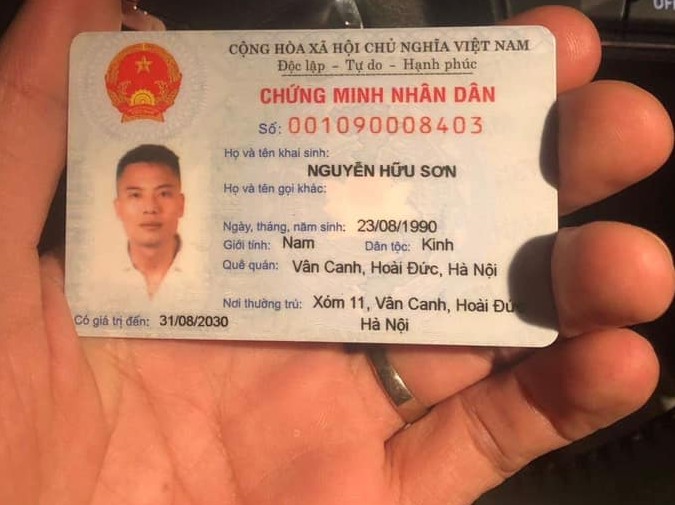 CỘNG HÒA XÃ HỘI CHỦ NGHĨA VIỆT NAM
Độc lập - Tự do - Hạnh phúc
CHỨNG MINH NHÂN DÂN
Số: 001090008403
Họ và tên khai sinh:
NGUYỄN HỮU SƠN
Họ và tên gọi khác:
Ngày, tháng, năm sinh: 23/08/1990
Giới tính: Nam Dân tộc: Kinh
Quê quán: Vân Canh, Hoài Đức, Hà Nội
Nơi thường trú: Xóm 11, Vân Canh, Hoài
Hà Nội
Có giá trị đến: 31/08/2030